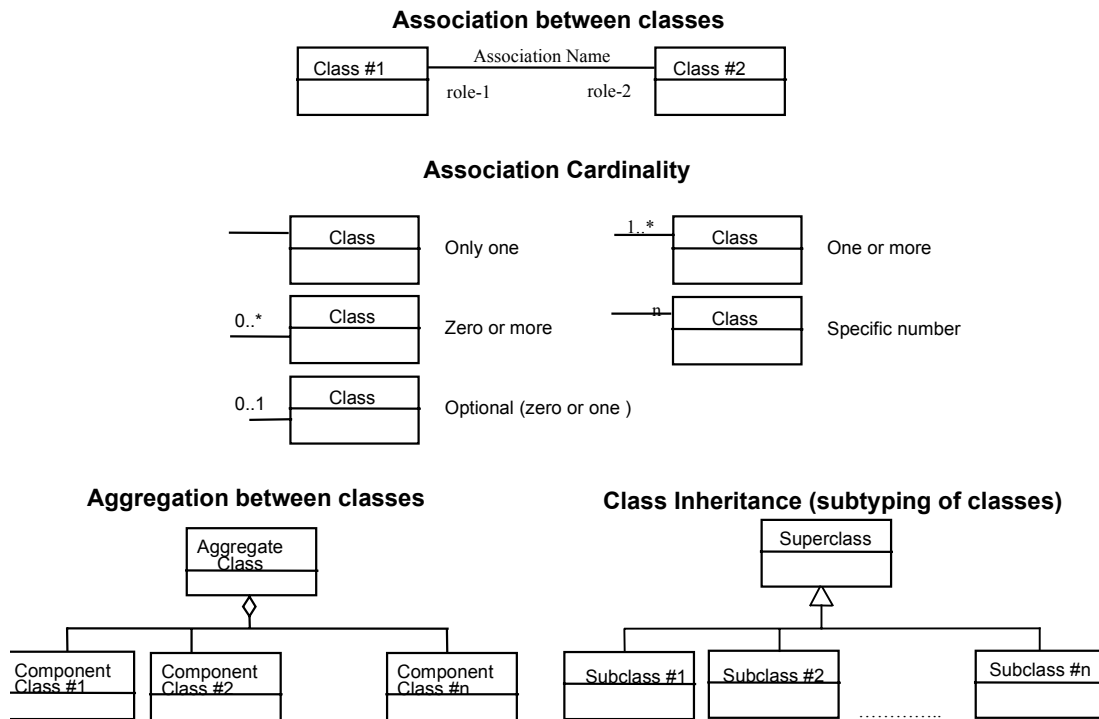 Association between classes
Class #1
Association Name
Class #2
role-1
role-2
Association Cardinality
Class
Only one
1..*
Class
One or more
0..*
Class
Zero or more
n
Class
Specific number
0..1
Class
Optional (zero or one )
Aggregation between classes
Aggregate
Class
Component
Class #1
Component
Class #2
Component
Class #n
Class Inheritance (subtyping of classes)
Superclass
Subclass #1
Subclass #2
…………..
Subclass #n